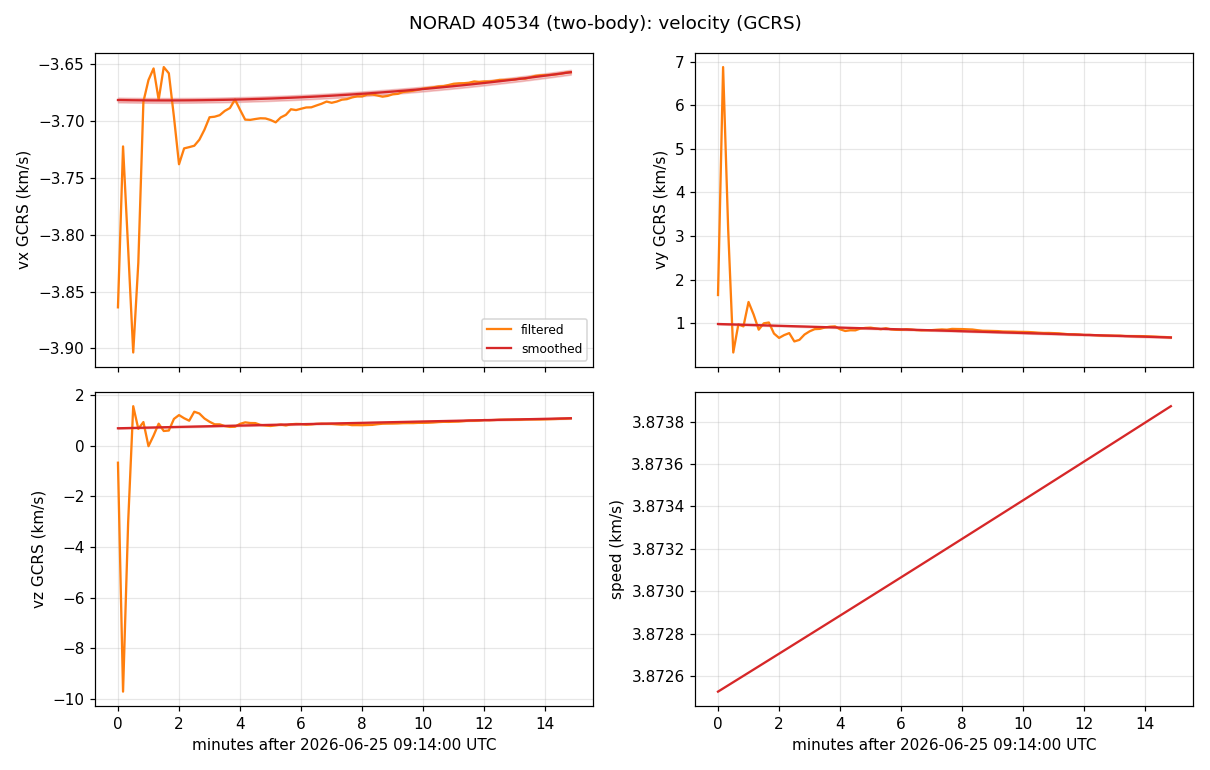 NORAD 40534 (two-body): velocity (GCRS)
vx GCRS (km/s)
−3.65
−3.70
−3.75
−3.80
−3.85
−3.90
filtered
smoothed
vy GCRS (km/s)
7
6
5
4
3
2
1
vz GCRS (km/s)
2
0
−2
−4
−6
−8
−10
0 2 4 6 8 10 12 14
minutes after 2026-06-25 09:14:00 UTC
speed (km/s)
3.8738
3.8736
3.8734
3.8732
3.8730
3.8728
3.8726
0 2 4 6 8 10 12 14
minutes after 2026-06-25 09:14:00 UTC